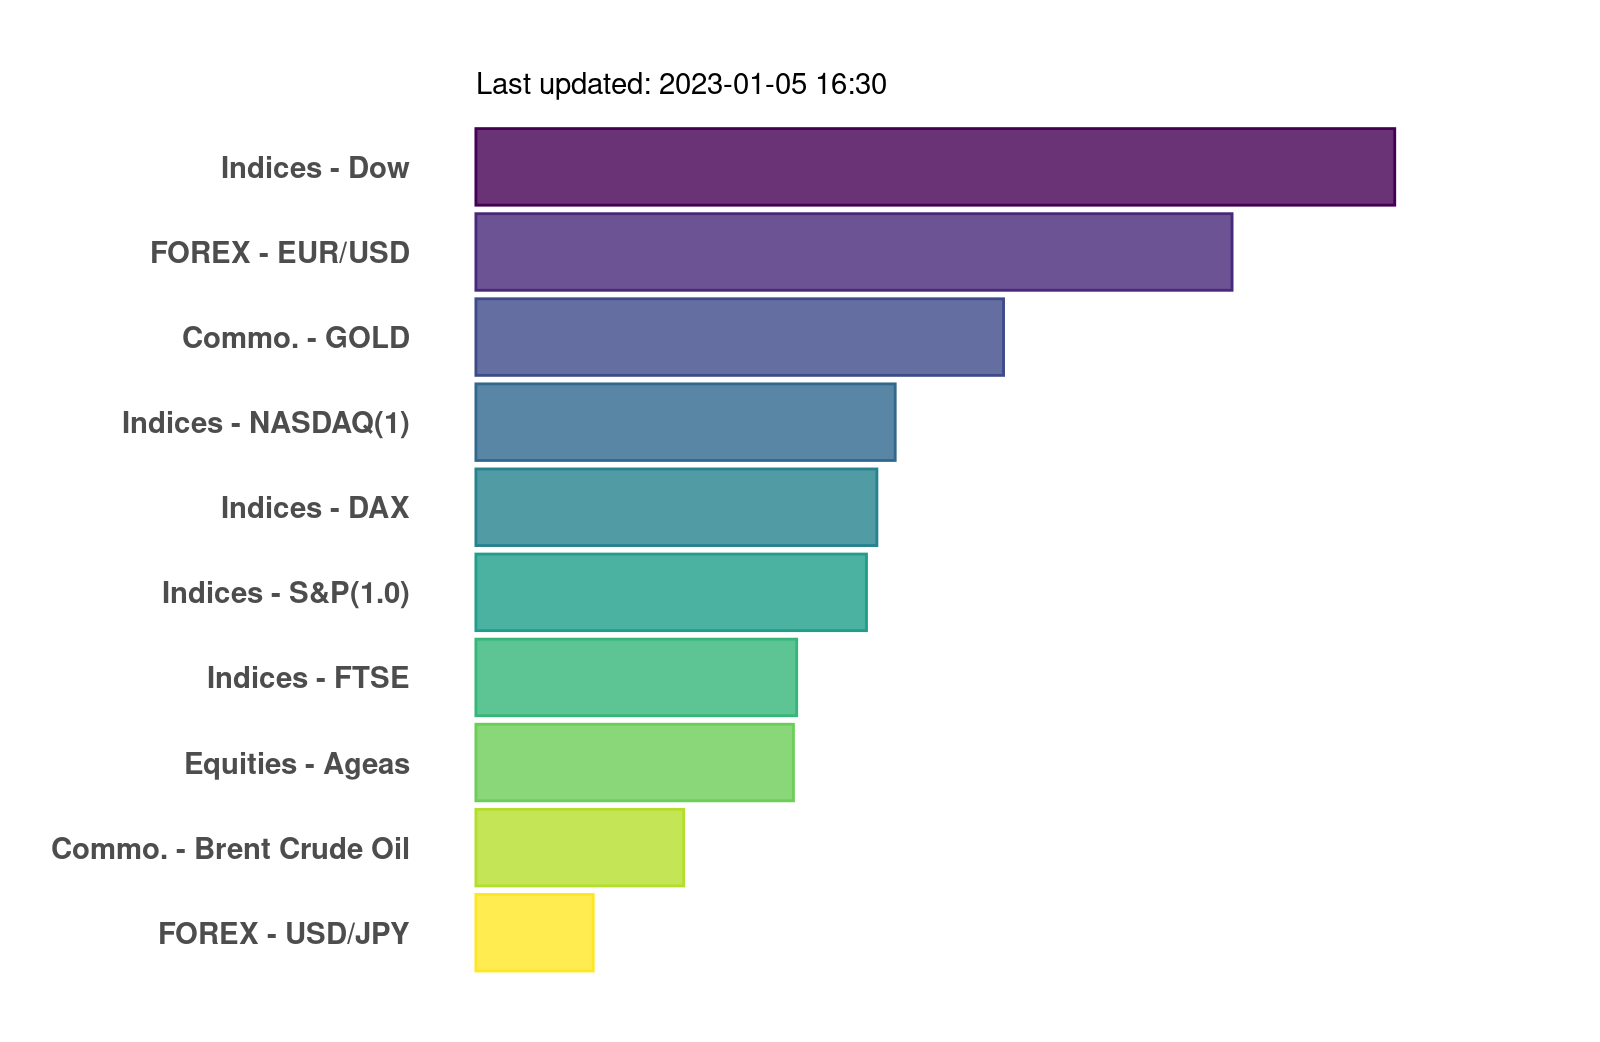 Last updated: 2023-01-05 16:30
Indices - Dow
FOREX - EUR/USD
Commo. - GOLD
Indices - NASDAQ(1)
Indices - DAX
Indices - S&P(1.0)
Indices - FTSE
Equities - Ageas
Commo. - Brent Crude Oil
FOREX - USD/JPY